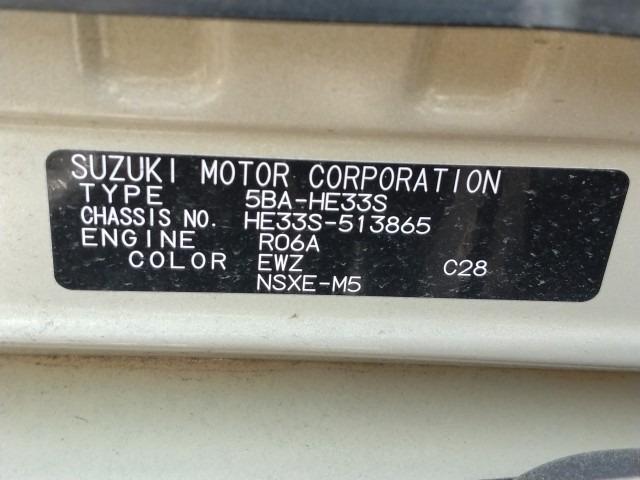 SUZUKI MOTOR CORPORATION
TYPE 5BA-HE33S
CHASSIS NO. HE33S-513865
ENGINE R06A
COLOR EWZ C28
NSXE-M5